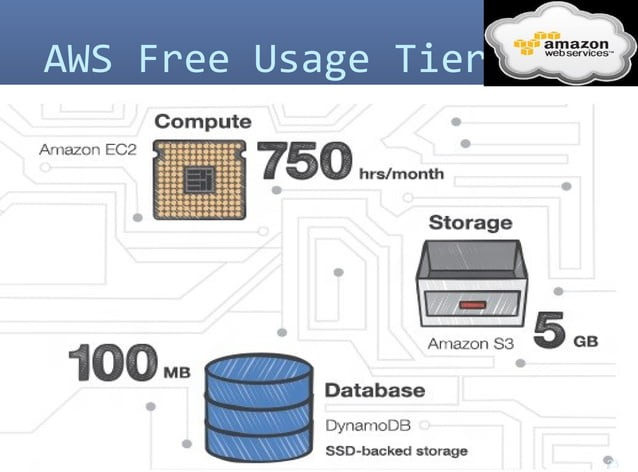 AWS Free Usage Tier
amazon
web services™
Compute
Amazon EC2
750 hrs/month
Storage
Amazon S3
5 GB
100 MB
Database
DynamoDB
SSD-backed storage